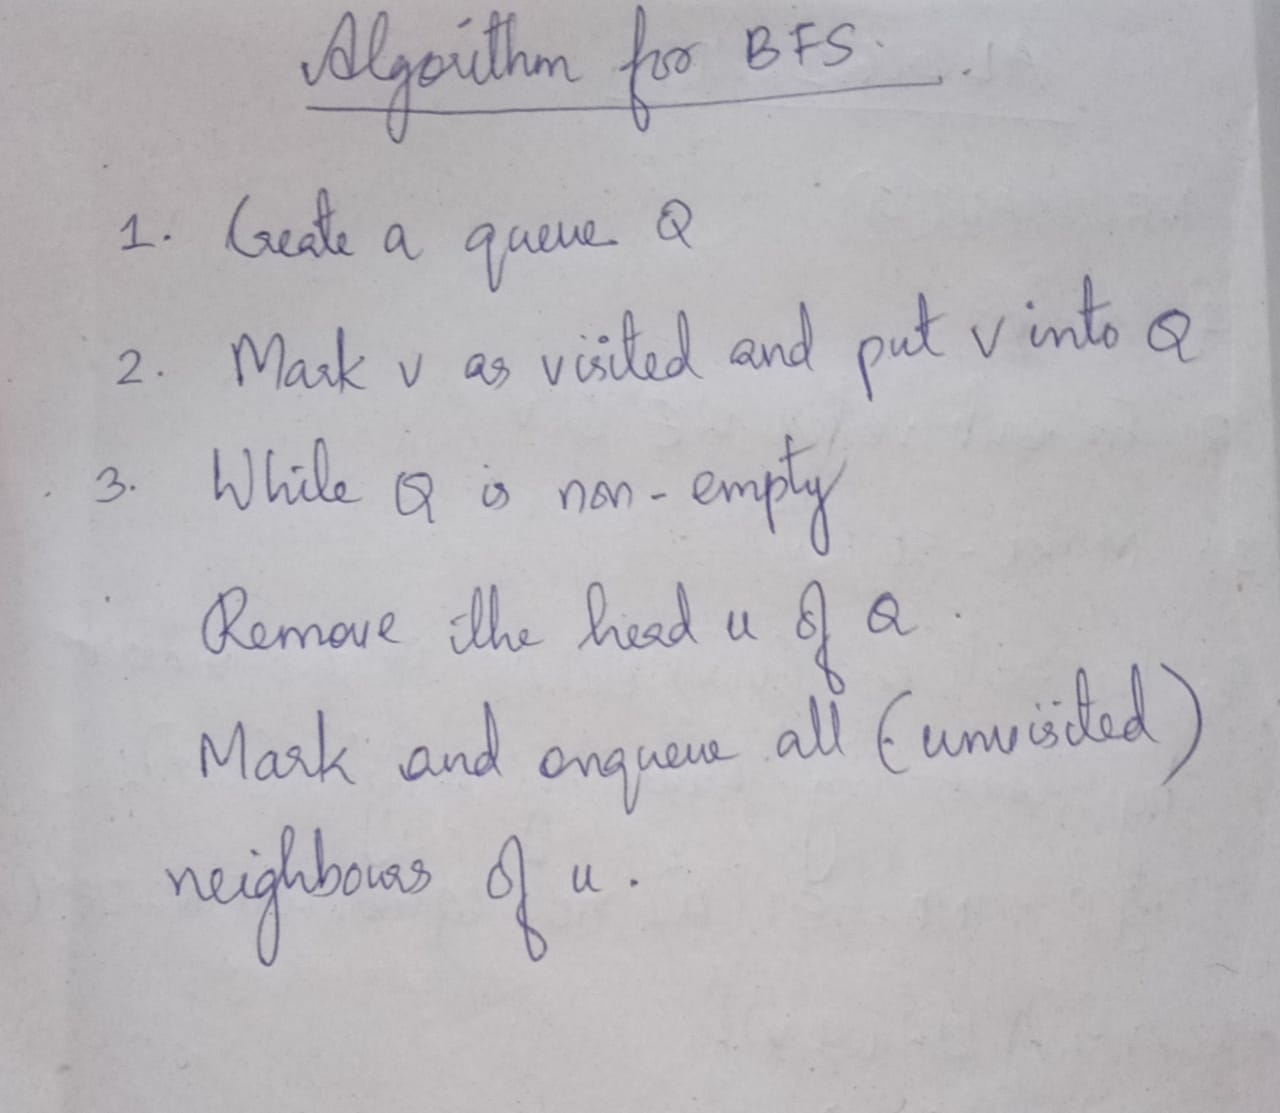 Algorithm for BFS.
1. Create a queue Q
2. Mark v as visited and put v into Q
3. While Q is non-empty
Remove the head u of Q.
Mark and enqueue all (unvisited)
neighbours of u.